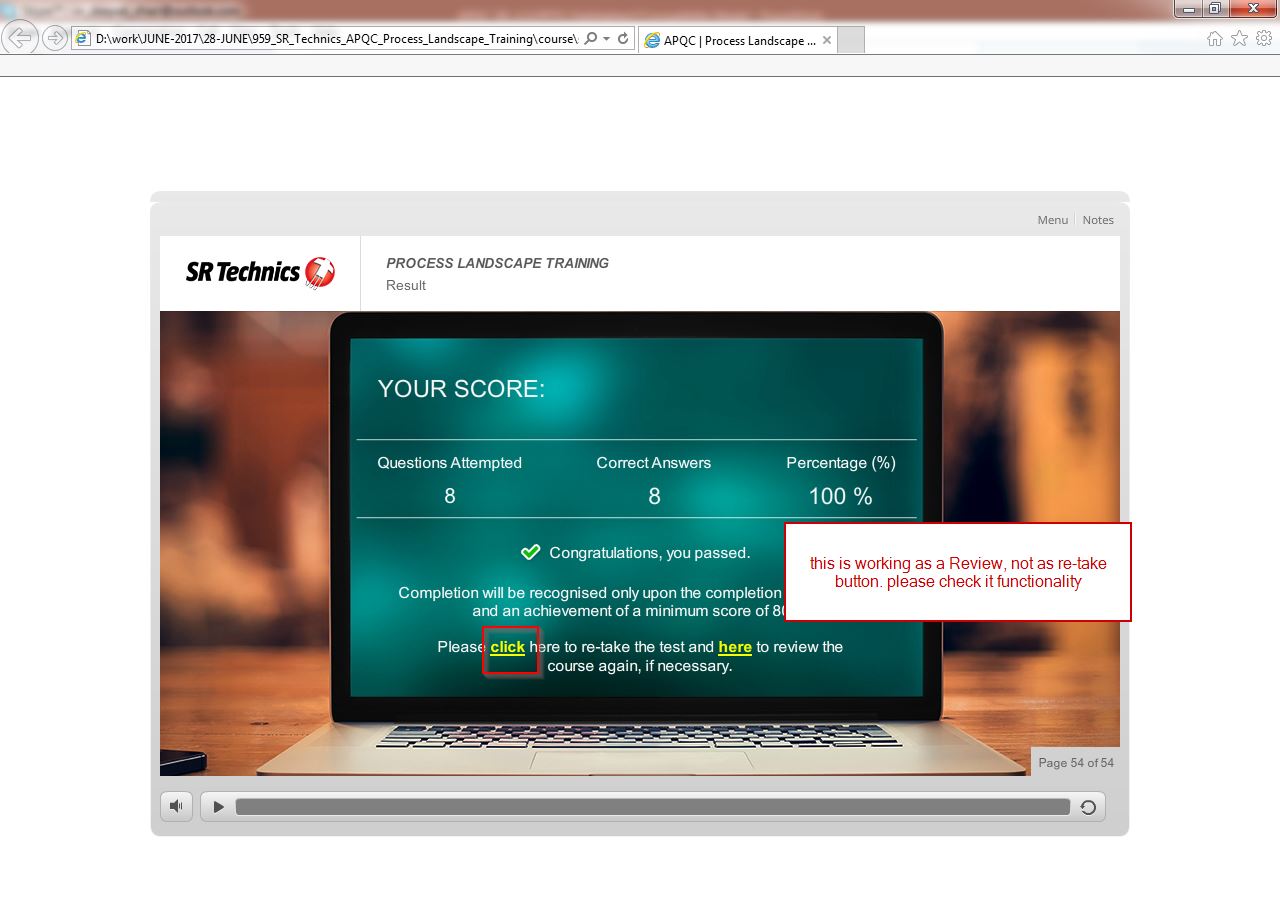 D:\work\JUNE-2017\28-JUNE\959_SR_Technics_APQC_Process_Landscape_Training\course\
APQC | Process Landscape ...
Menu
Notes
SR Technics
PROCESS LANDSCAPE TRAINING
Result
YOUR SCORE:
Questions Attempted
Correct Answers
Percentage (%)
8
8
100 %
Congratulations, you passed.
this is working as a Review, not as re-take
button. please check it functionality
Completion will be recognised only upon the completion
and an achievement of a minimum score of
Please click here to re-take the test and here to review the
course again, if necessary.
Page 54 of 54